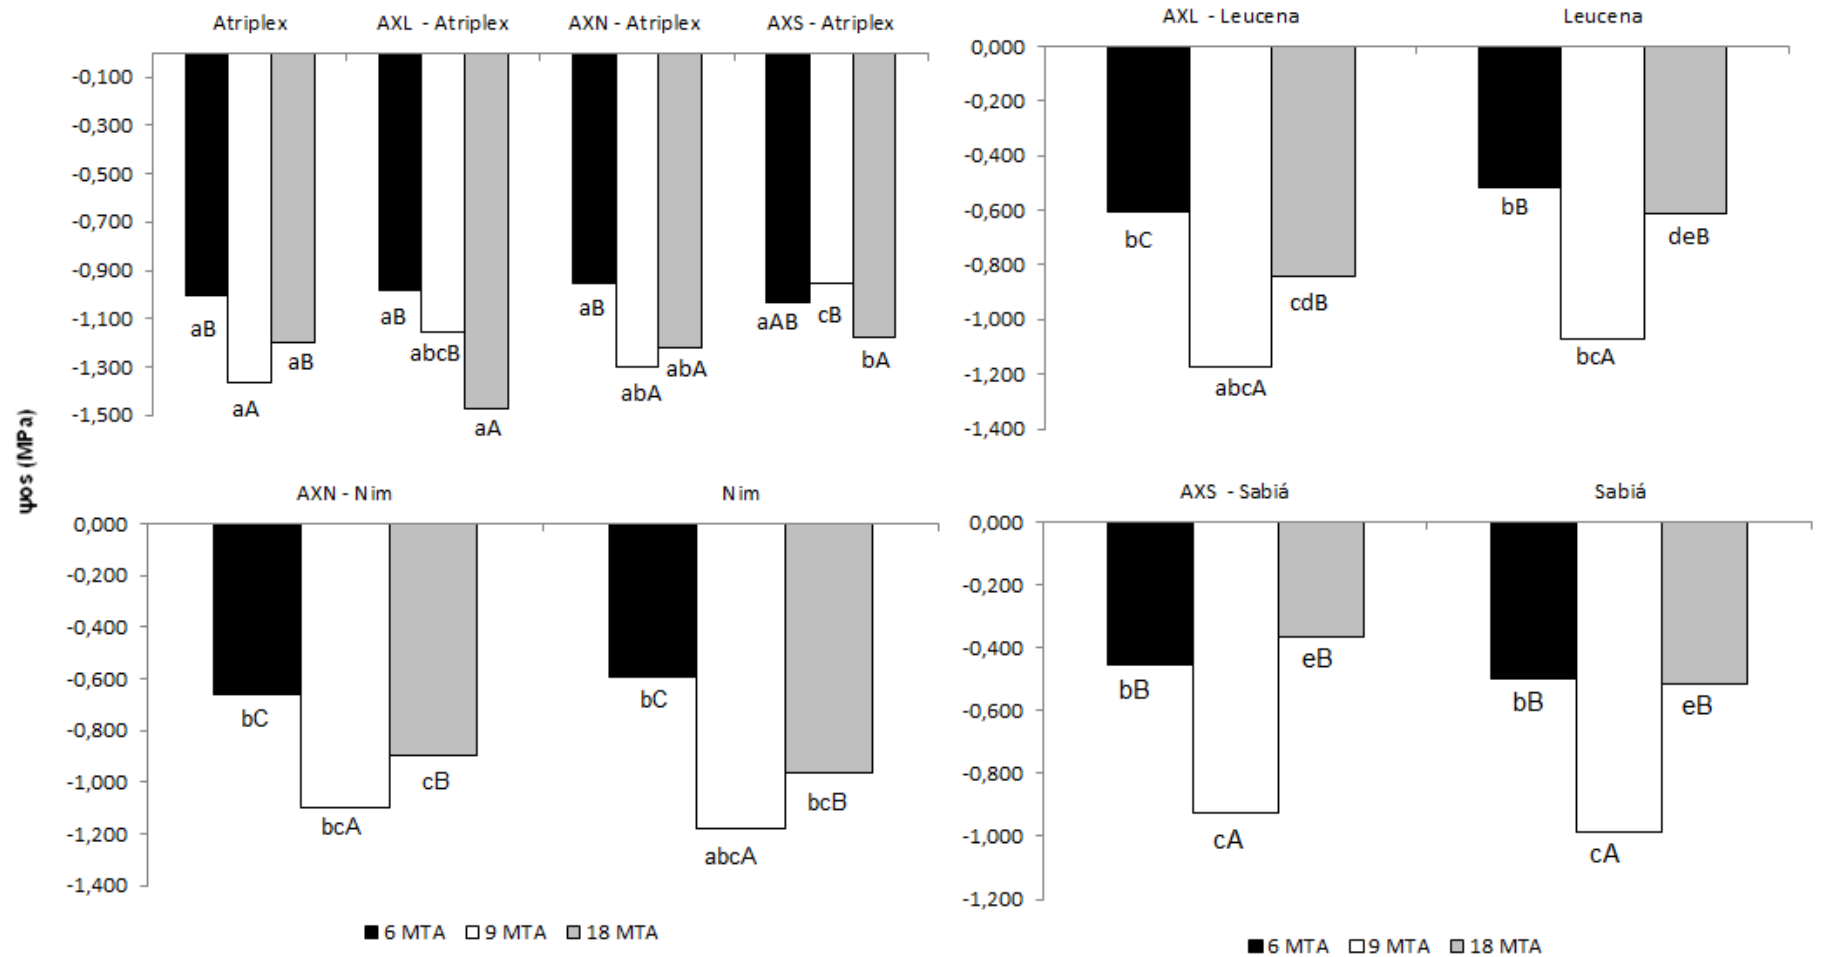 Atriplex AXL - Atriplex AXN - Atriplex AXS - Atriplex
-0,100
-0,300
-0,500
-0,700
-0,900
-1,100
-1,300
-1,500
aB aA aB
aB abcB aA
aB abA abA
aAB cB bA
AXL - Leucena Leucena
0,000
-0,200
-0,400
-0,600
-0,800
-1,000
-1,200
-1,400
bC abcA cdB
bB bcA deB
ψos (MPa)
AXN - Nim Nim
0,000
-0,200
-0,400
-0,600
-0,800
-1,000
-1,200
-1,400
bC bcA cB
bC abcA bcB
6 MTA 9 MTA 18 MTA
AXS - Sabiá Sabiá
0,000
-0,200
-0,400
-0,600
-0,800
-1,000
-1,200
bB cA eB
bB cA eB
6 MTA 9 MTA 18 MTA